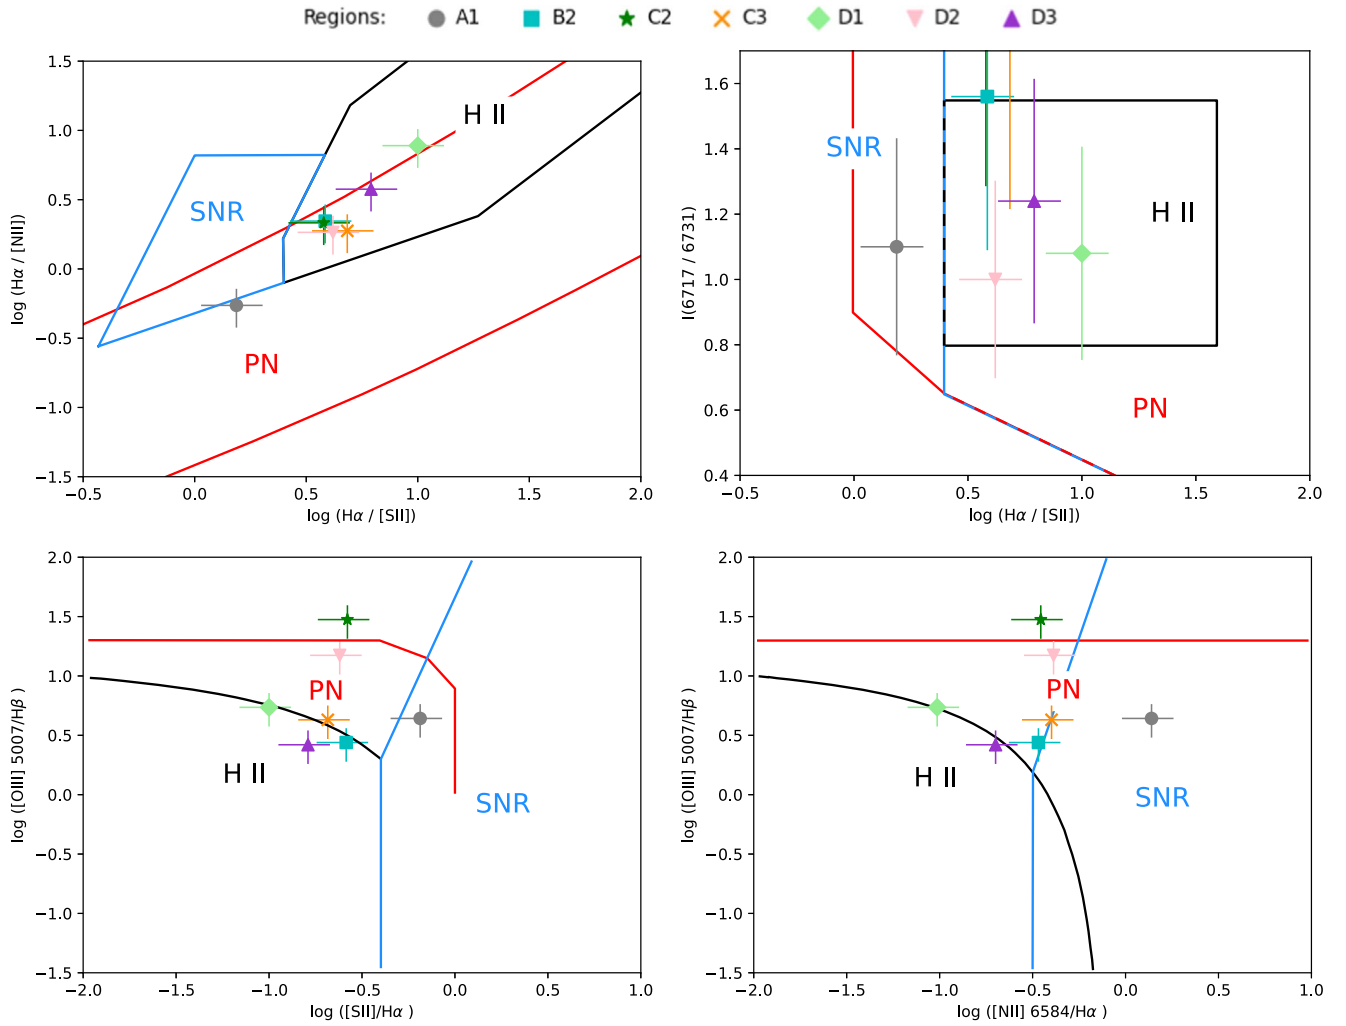 Regions: A1 B2 C2 C3 D1 D2 D3
1.5
1.0
0.5
0.0
−0.5
−1.0
−1.5
log (Hα / [NII])
H II
SNR
PN
−0.5 0.0 0.5 1.0 1.5 2.0
log (Hα / [SII])
1.6
1.4
1.2
1.0
0.8
0.6
0.4
I(6717 / 6731)
SNR
H II
PN
−0.5 0.0 0.5 1.0 1.5 2.0
log (Hα / [SII])
2.0
1.5
1.0
0.5
0.0
−0.5
−1.0
−1.5
log ([OIII] 5007/Hβ )
PN
H II
SNR
−2.0 −1.5 −1.0 −0.5 0.0 0.5 1.0
log ([SII]/Hα )
2.0
1.5
1.0
0.5
0.0
−0.5
−1.0
−1.5
log ([OIII] 5007/Hβ )
PN
H II
SNR
−2.0 −1.5 −1.0 −0.5 0.0 0.5 1.0
log ([NII] 6584/Hα )